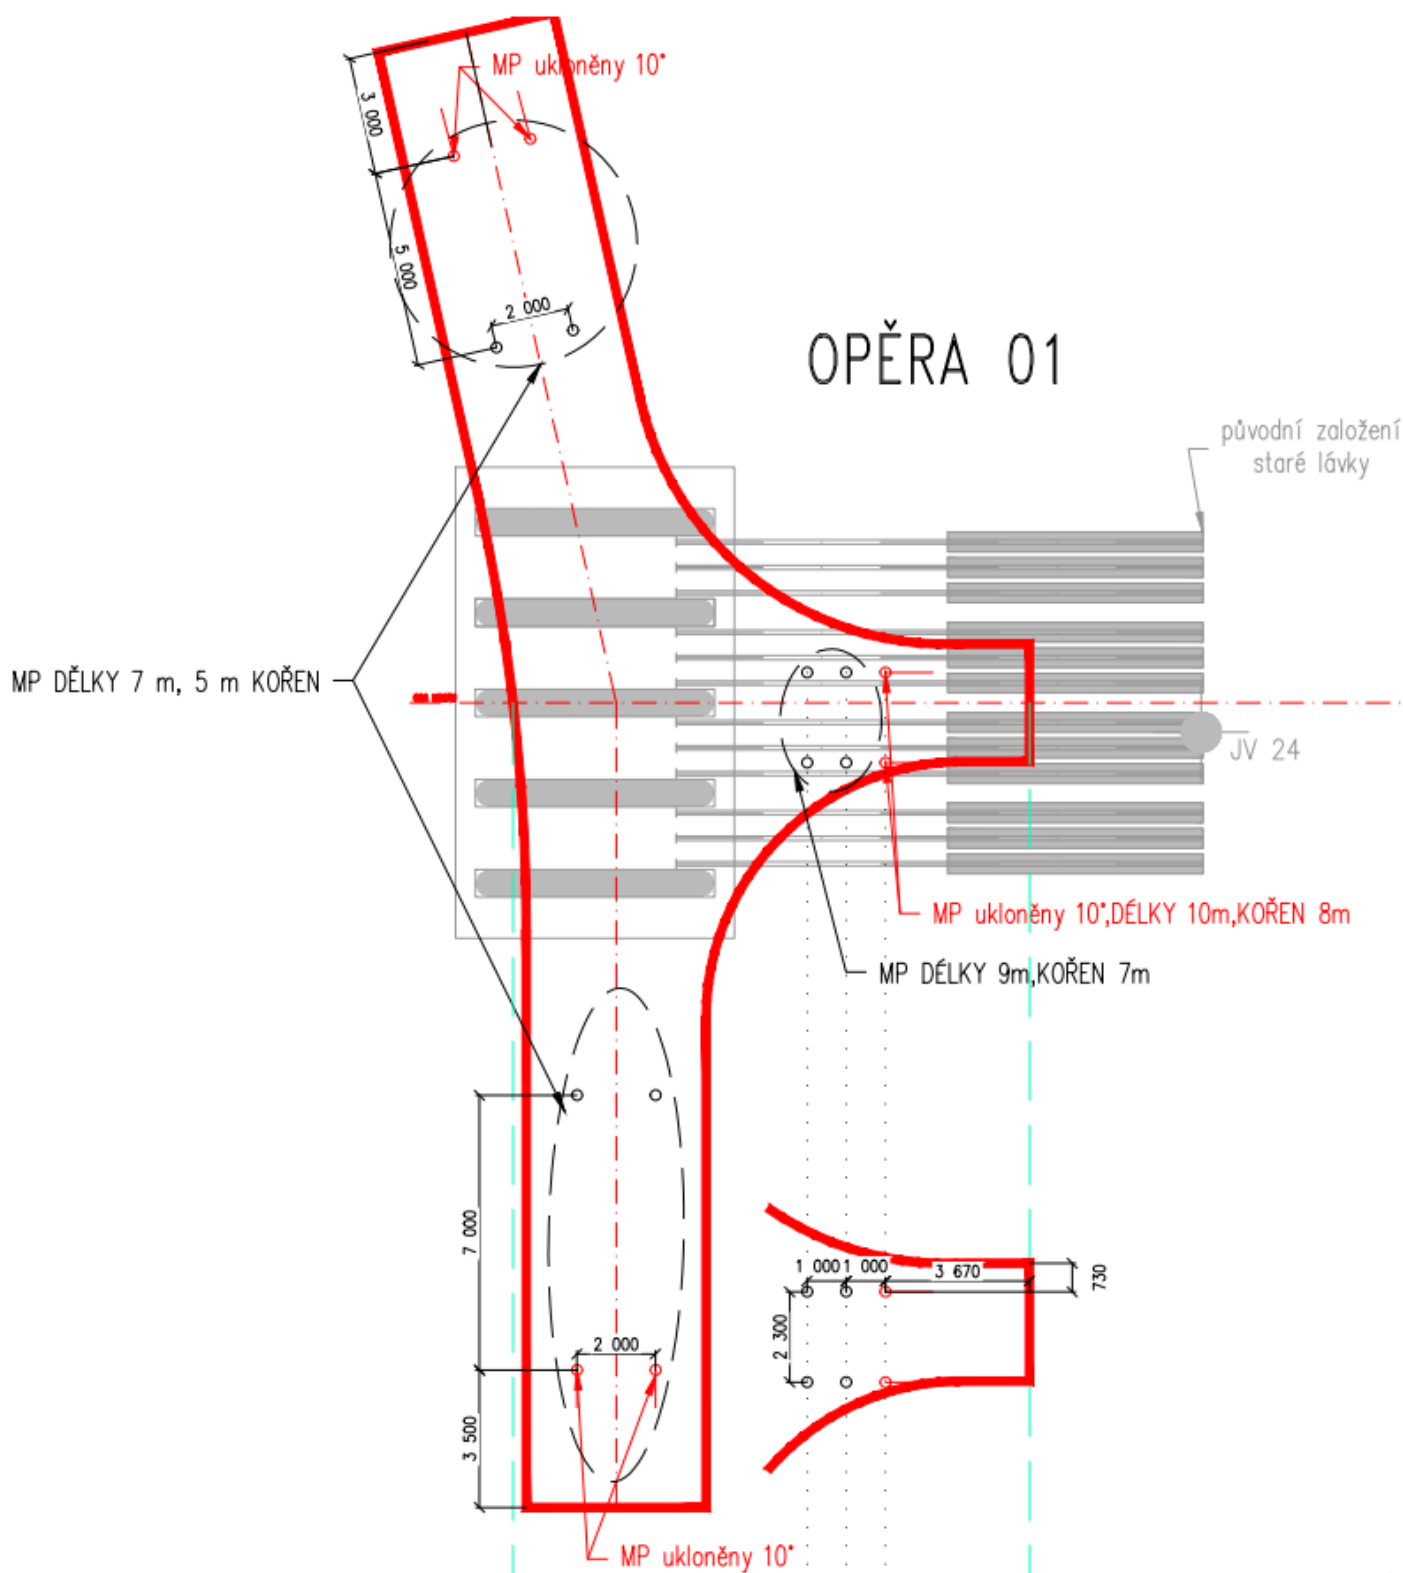 MP ukloněny 10°
3 000
5 000
2 000
OPĚRA 01
původní založení
staré lávky
MP DĚLKY 7 m, 5 m KOŘEN
JV 24
MP ukloněny 10°,DÉLKY 10m,KOŘEN 8m
MP DÉLKY 9m,KOŘEN 7m
7 000
1 000
1 000
3 670
730
2 300
2 000
3 500
MP ukloněny 10°